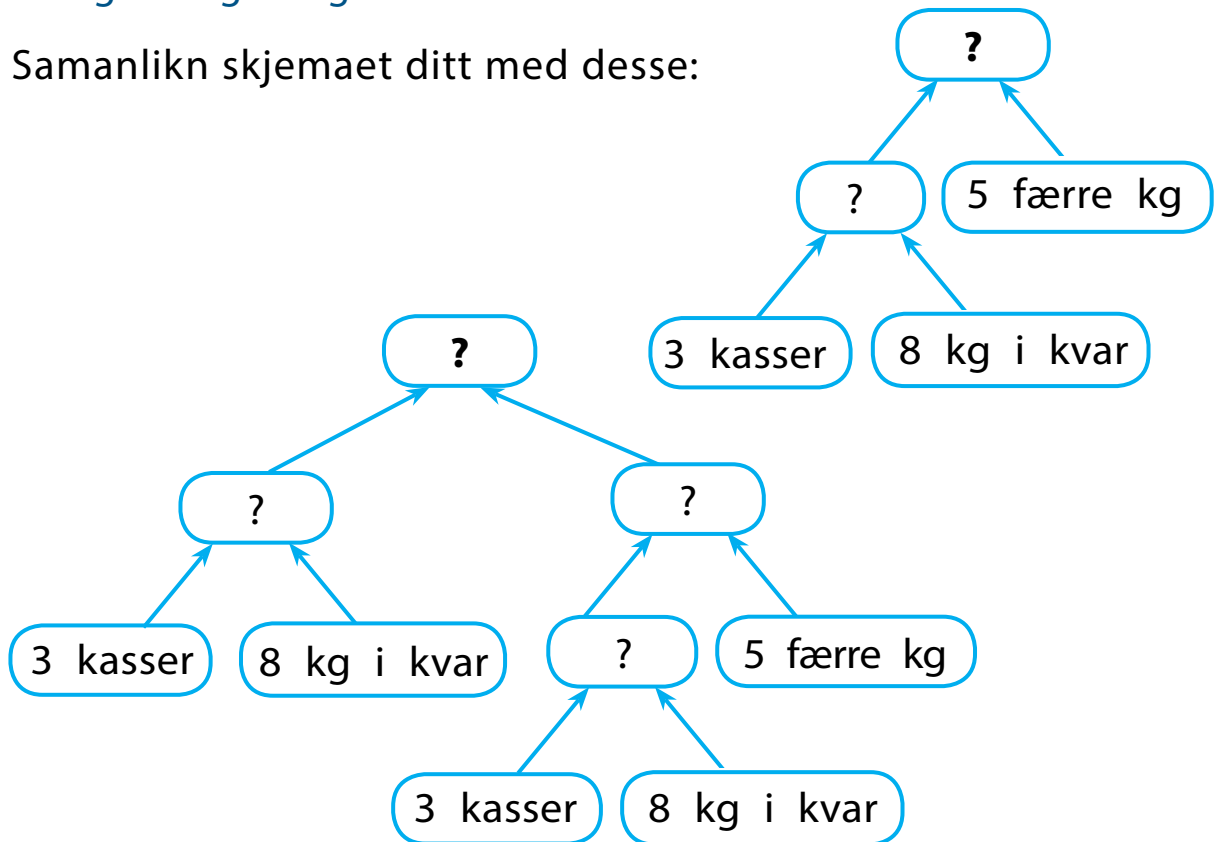 Samanlikn skjemaet ditt med desse:
?
? 5 færre kg
3 kasser 8 kg i kvar
?
? ?
3 kasser 8 kg i kvar ? 5 færre kg
3 kasser 8 kg i kvar